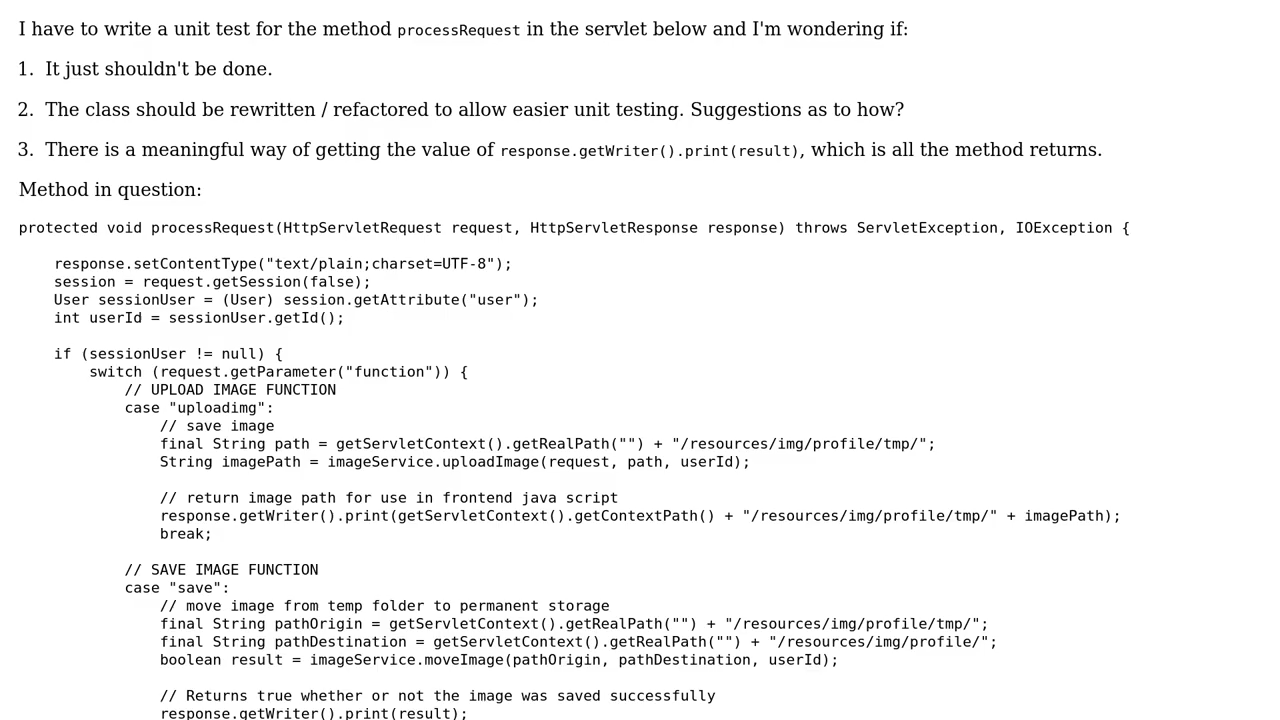 I have to write a unit test for the method processRequest in the servlet below and I'm wondering if:
1. It just shouldn't be done.
2. The class should be rewritten / refactored to allow easier unit testing. Suggestions as to how?
3. There is a meaningful way of getting the value of response.getWriter().print(result), which is all the method returns.
Method in question:
protected void processRequest(HttpServletRequest request, HttpServletResponse response) throws ServletException, IOException {
    response.setContentType("text/plain;charset=UTF-8");
    session = request.getSession(false);
    User sessionUser = (User) session.getAttribute("user");
    int userId = sessionUser.getId();
    if (sessionUser != null) {
        switch (request.getParameter("function")) {
            // UPLOAD IMAGE FUNCTION
            case "uploadimg":
                // save image
                final String path = getServletContext().getRealPath("") + "/resources/img/profile/tmp/";
                String imagePath = imageService.uploadImage(request, path, userId);
                // return image path for use in frontend java script
                response.getWriter().print(getServletContext().getContextPath() + "/resources/img/profile/tmp/" + imagePath);
                break;
            // SAVE IMAGE FUNCTION
            case "save":
                // move image from temp folder to permanent storage
                final String pathOrigin = getServletContext().getRealPath("") + "/resources/img/profile/tmp/";
                final String pathDestination = getServletContext().getRealPath("") + "/resources/img/profile/";
                boolean result = imageService.moveImage(pathOrigin, pathDestination, userId);
                // Returns true whether or not the image was saved successfully
                response.getWriter().print(result);